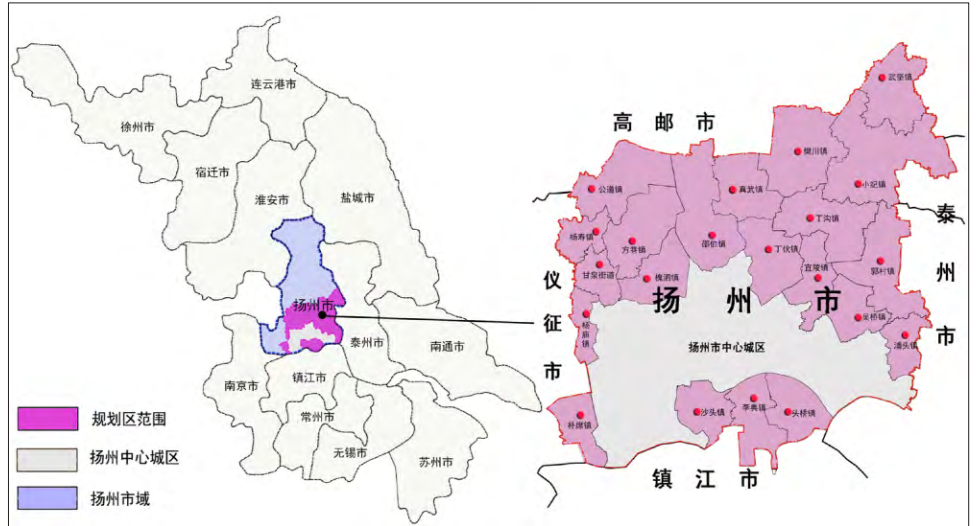 连云港市
徐州市
宿迁市
淮安市
盐城市
扬州市
泰州市
南通市
南京市
镇江市
常州市
无锡市
苏州市
规划区范围
扬州中心城区
扬州市域
高邮市
泰州市
仪征市
镇江市
扬州市
扬州市中心城区
武坚镇
樊川镇
小纪镇
公道镇
真武镇
丁沟镇
杨寿镇
方巷镇
邵伯镇
丁伙镇
宜陵镇
郭村镇
甘泉街道
槐泗镇
杨庙镇
吴桥镇
浦头镇
朴席镇
沙头镇
李典镇
头桥镇